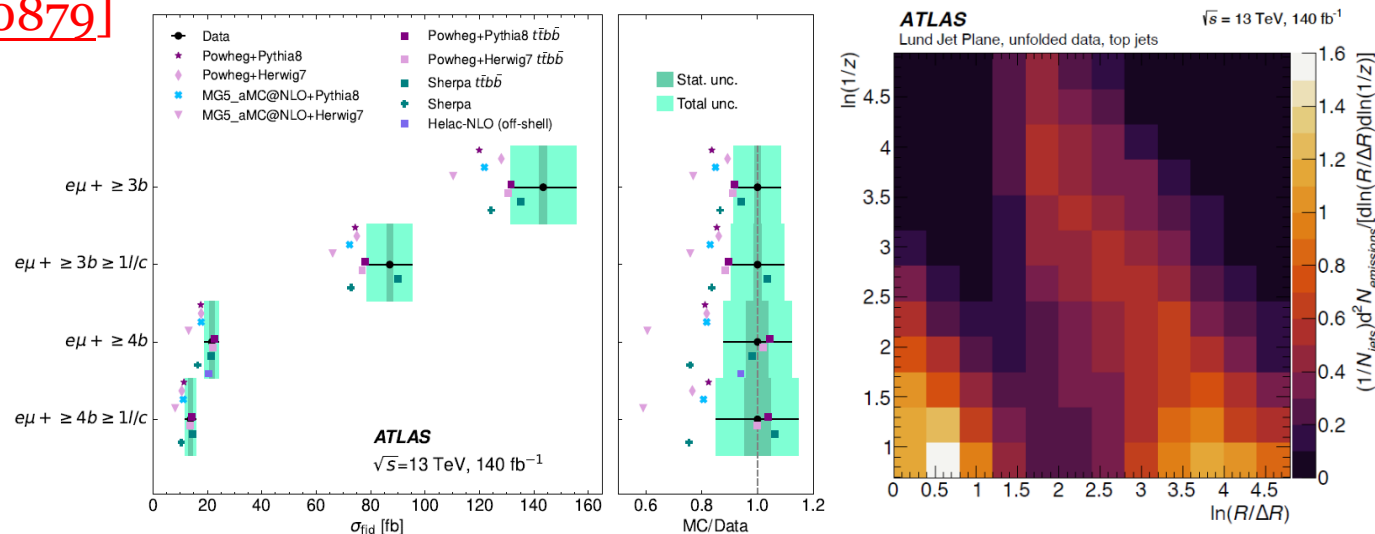 0879]
Data
Powheg+Pythia8
Powheg+Herwig7
MG5_aMC@NLO+Pythia8
MG5_aMC@NLO+Herwig7
Powheg+Pythia8 tt̄bb̄
Powheg+Herwig7 tt̄bb̄
Sherpa tt̄bb̄
Sherpa
Helac-NLO (off-shell)
eμ + ≥ 3b
eμ + ≥ 3b ≥ 1l/c
eμ + ≥ 4b
eμ + ≥ 4b ≥ 1l/c
ATLAS
√s=13 TeV, 140 fb⁻¹
0 20 40 60 80 100 120 140 160
σfid [fb]
Stat. unc.
Total unc.
0.6 0.8 1.0 1.2
MC/Data
ATLAS
√s = 13 TeV, 140 fb⁻¹
Lund Jet Plane, unfolded data, top jets
ln(1/z)
4.5
4
3.5
3
2.5
2
1.5
1
0 0.5 1 1.5 2 2.5 3 3.5 4 4.5
ln(R/ΔR)
1.6
1.4
1.2
1
0.8
0.6
0.4
0.2
0
(1/Njets)d²Nemissions/[dln(R/ΔR)dln(1/z)]